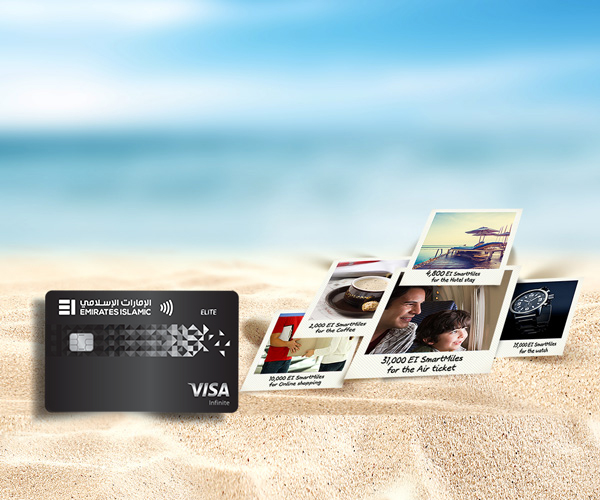 EI الإمارات الإسلامي
EMIRATES ISLAMIC
ELITE
VISA
Infinite
4,800 EI SmartMiles
for the Hotel stay
2,000 EI SmartMiles
for the Coffee
31,000 EI SmartMiles
for the Air ticket
EI SmartMiles
for the watch
10,000 EI SmartMiles
for Online shopping